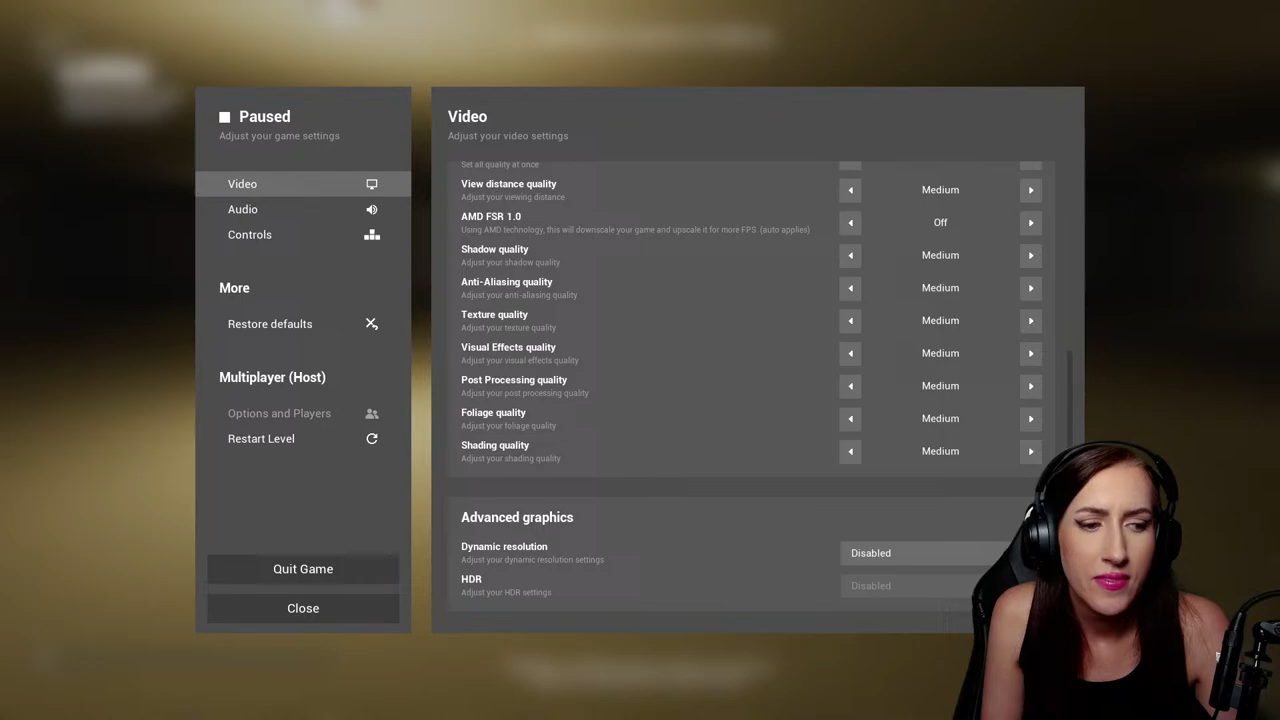 Paused
Adjust your game settings
Video
Audio
Controls
More
Restore defaults
Multiplayer (Host)
Options and Players
Restart Level
Quit Game
Close
Video
Adjust your video settings
Set all quality at once
View distance quality
Adjust your viewing distance
Medium
AMD FSR 1.0
Using AMD technology, this will downscale your game and upscale it for more FPS. (auto applies)
Off
Shadow quality
Adjust your shadow quality
Medium
Anti-Aliasing quality
Adjust your anti-aliasing quality
Medium
Texture quality
Adjust your texture quality
Medium
Visual Effects quality
Adjust your visual effects quality
Medium
Post Processing quality
Adjust your post processing quality
Medium
Foliage quality
Adjust your foliage quality
Medium
Shading quality
Adjust your shading quality
Medium
Advanced graphics
Dynamic resolution
Adjust your dynamic resolution settings
Disabled
HDR
Adjust your HDR settings
Disabled